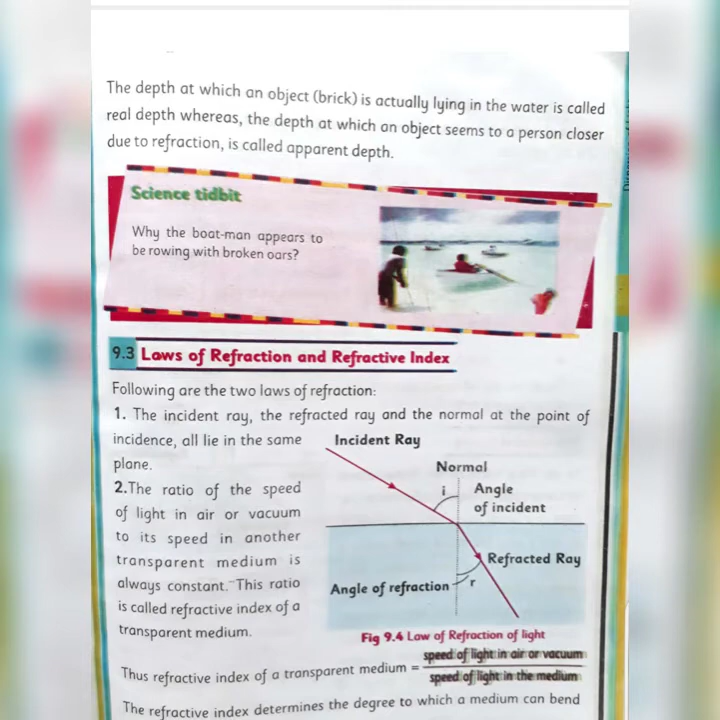 The depth at which an object (brick) is actually lying in the water is called
real depth whereas, the depth at which an object seems to a person closer
due to refraction, is called apparent depth.
Science tidbit
Why the boat-man appears to
be rowing with broken oars?
9.3 Laws of Refraction and Refractive Index
Following are the two laws of refraction:
1. The incident ray, the refracted ray and the normal at the point of
incidence, all lie in the same
plane.
2.The ratio of the speed
of light in air or vacuum
to its speed in another
transparent medium is
always constant. This ratio
is called refractive index of a
transparent medium.
Incident Ray
Normal
i
Angle
of incident
Refracted Ray
Angle of refraction
r
Fig 9.4 Law of Refraction of light
Thus refractive index of a transparent medium = speed of light in air or vacuum
speed of light in the medium
The refractive index determines the degree to which a medium can bend